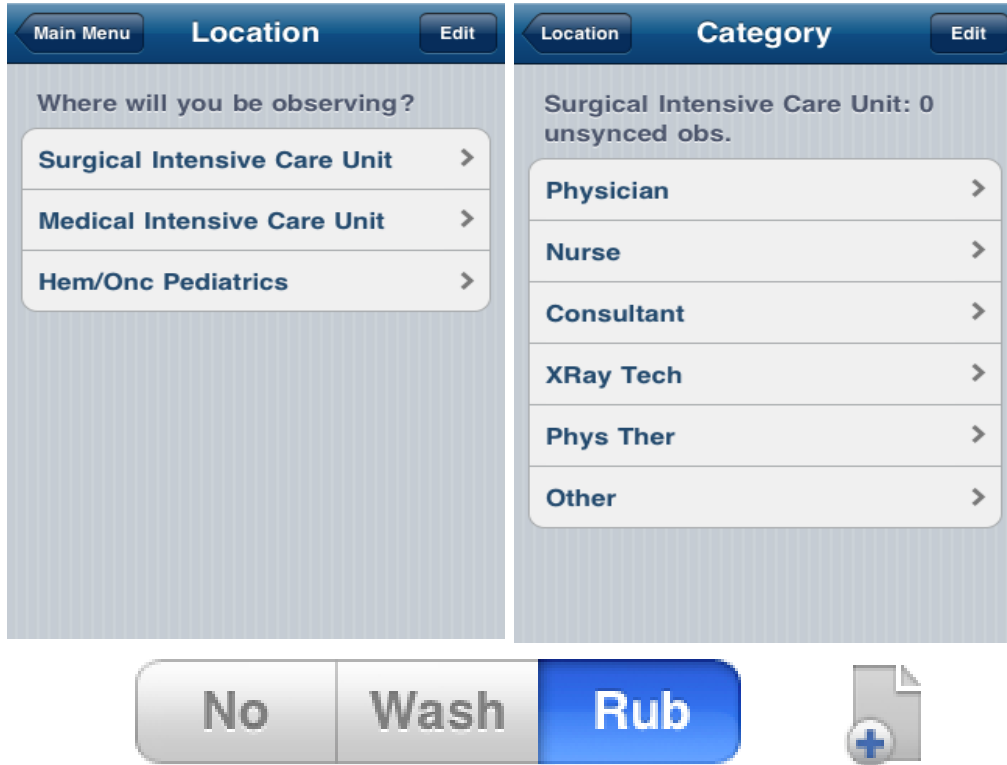 Main Menu
Location
Edit
Where will you be observing?
Surgical Intensive Care Unit
Medical Intensive Care Unit
Hem/Onc Pediatrics
Location
Category
Edit
Surgical Intensive Care Unit: 0
unsynced obs.
Physician
Nurse
Consultant
XRay Tech
Phys Ther
Other
No
Wash
Rub